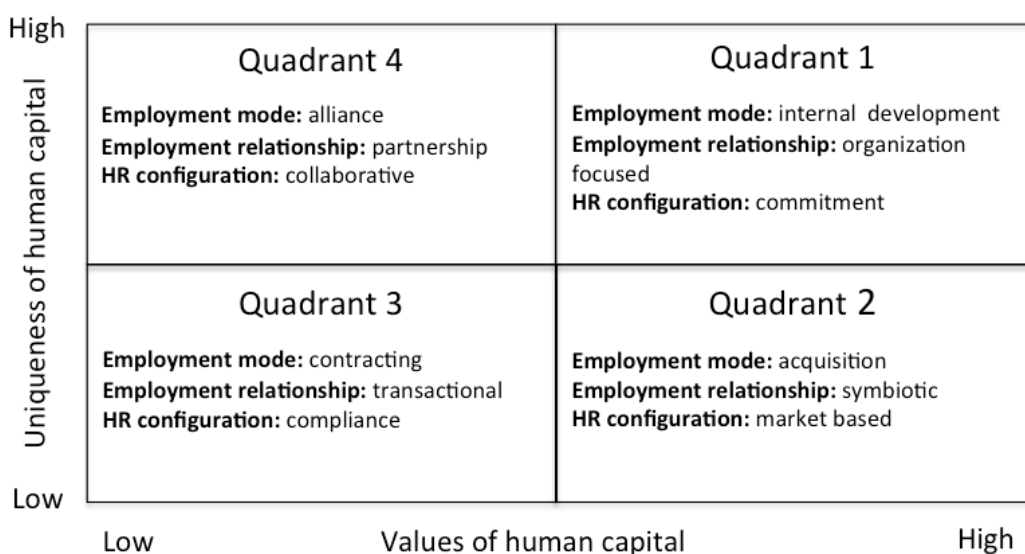 High
Uniqueness of human capital
Quadrant 4
Employment mode: alliance
Employment relationship: partnership
HR configuration: collaborative
Quadrant 1
Employment mode: internal development
Employment relationship: organization
focused
HR configuration: commitment
Quadrant 3
Employment mode: contracting
Employment relationship: transactional
HR configuration: compliance
Quadrant 2
Employment mode: acquisition
Employment relationship: symbiotic
HR configuration: market based
Low
Low
Values of human capital
High